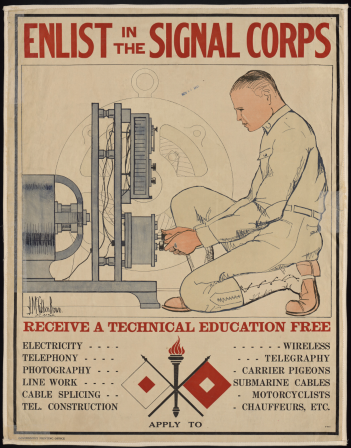 ENLIST IN THE SIGNAL CORPS
RECEIVE A TECHNICAL EDUCATION FREE
ELECTRICITY - - - -
TELEPHONY - - - -
PHOTOGRAPHY - - - -
LINE WORK - - - -
CABLE SPLICING - -
TEL. CONSTRUCTION
- - - - - - WIRELESS
- - - - TELEGRAPHY
CARRIER PIGEONS
SUBMARINE CABLES
MOTORCYCLISTS
- CHAUFFEURS, ETC.
APPLY TO